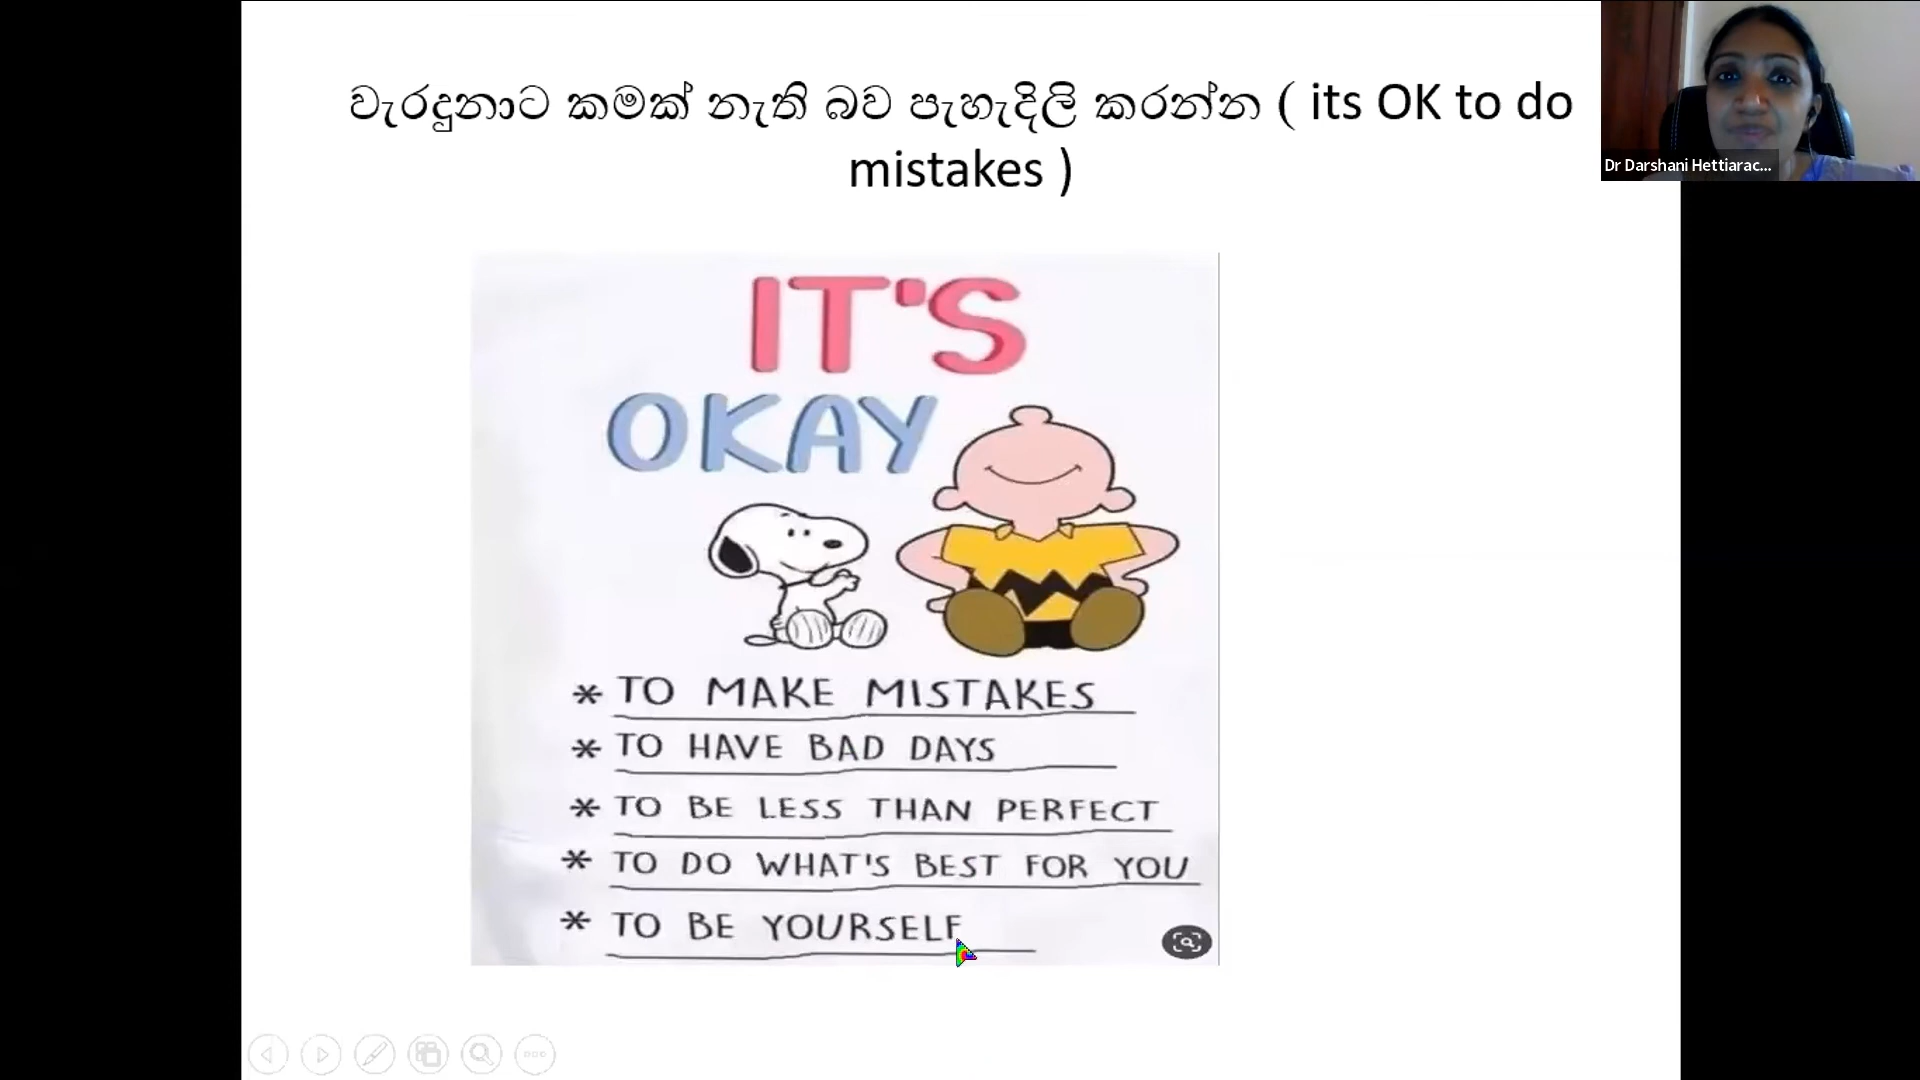 වැරදුනාට කමක් නැති බව පැහැදිලි කරන්න ( its OK to do
mistakes )
Dr Darshani Hettiarac...
IT'S
OKAY
* TO MAKE MISTAKES
* TO HAVE BAD DAYS
* TO BE LESS THAN PERFECT
* TO DO WHAT'S BEST FOR YOU
* TO BE YOURSELF